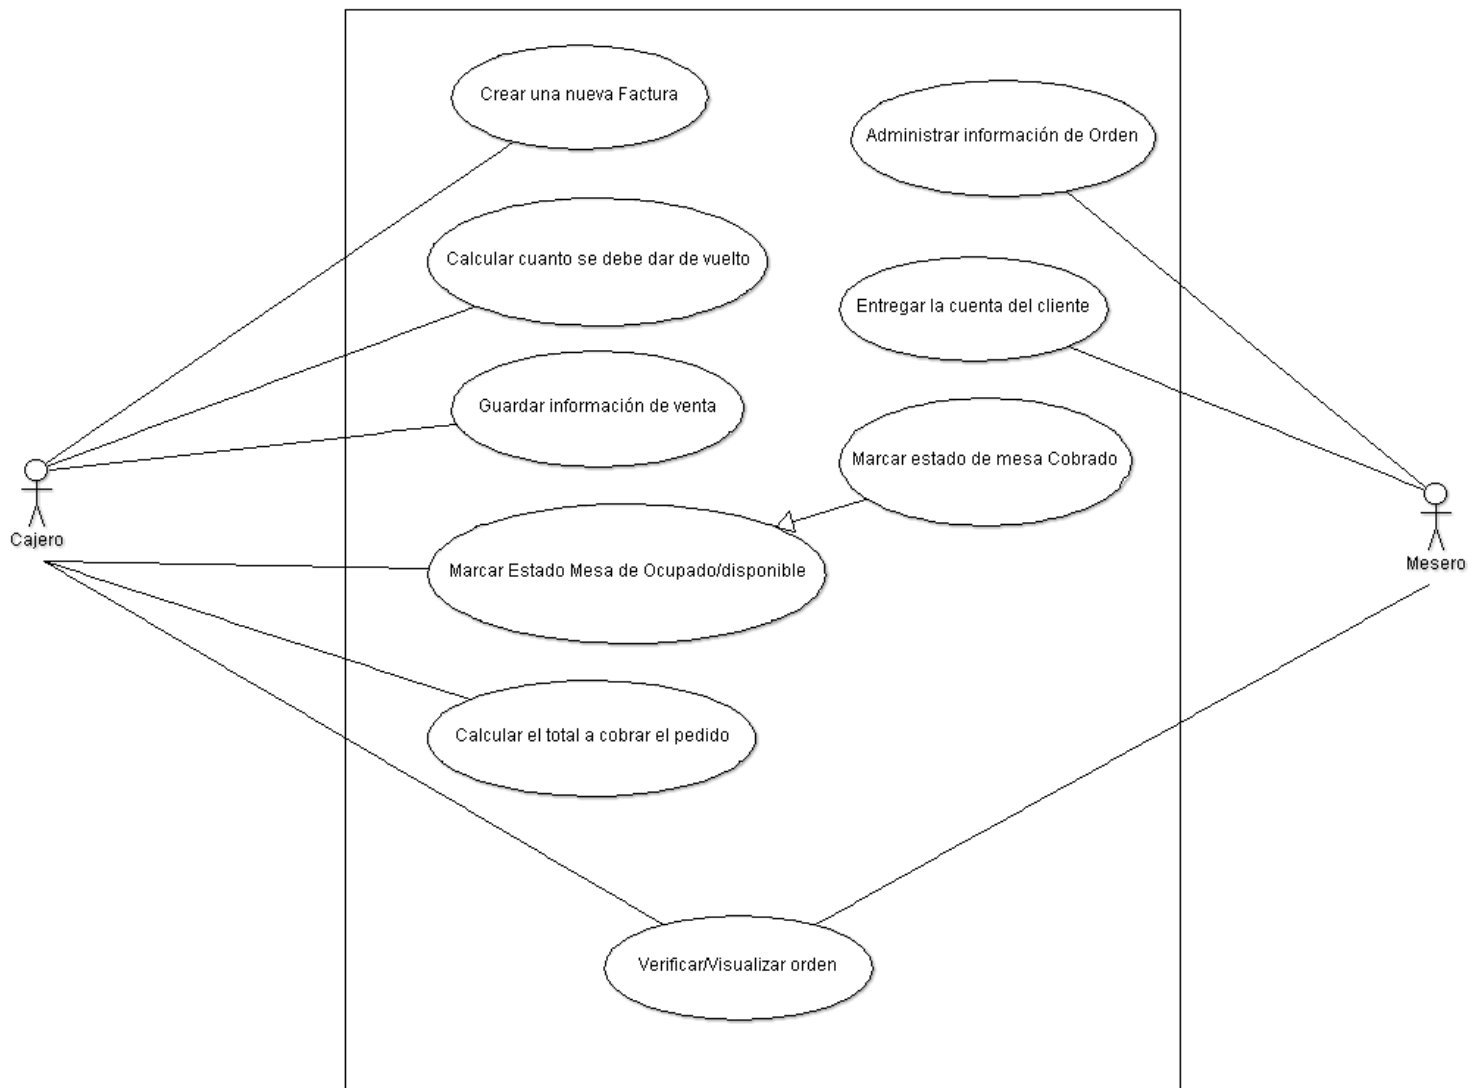 Crear una nueva Factura
Administrar información de Orden
Calcular cuanto se debe dar de vuelto
Entregar la cuenta del cliente
Guardar información de venta
Marcar estado de mesa Cobrado
Cajero
Mesero
Marcar Estado Mesa de Ocupado/disponible
Calcular el total a cobrar el pedido
Verificar/Visualizar orden